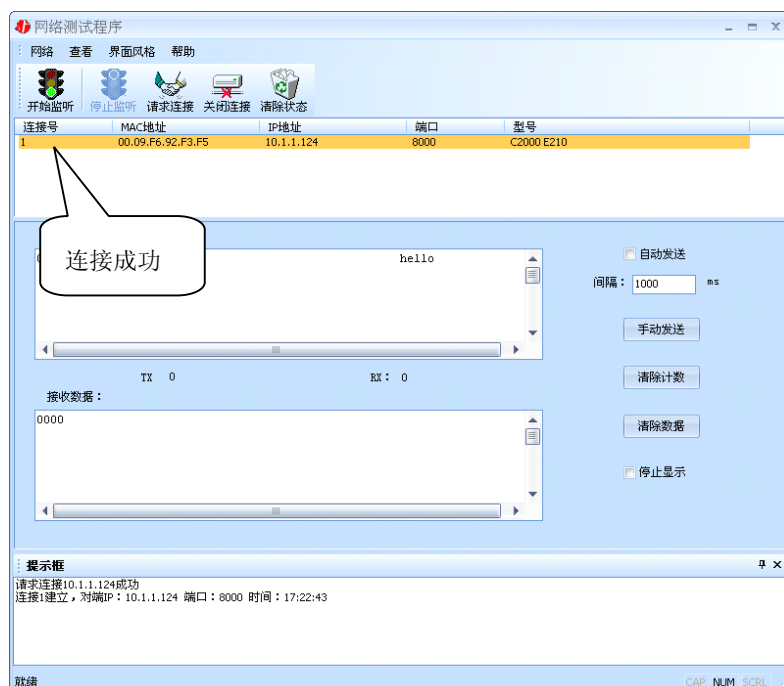 网络测试程序
网络 查看 界面风格 帮助
开始监听 停止监听 请求连接 关闭连接 清除状态
连接号 MAC地址 IP地址 端口 型号
1 00.09.F6.92.F3.F5 10.1.1.124 8000 C2000 E210
连接成功
hello
自动发送
间隔： 1000 ms
手动发送
TX 0 RX： 0
清除计数
接收数据：
0000
清除数据
停止显示
提示框
请求连接10.1.1.124成功
连接1建立，对端IP：10.1.1.124 端口：8000 时间：17:22:43
就绪 CAP NUM SCRL